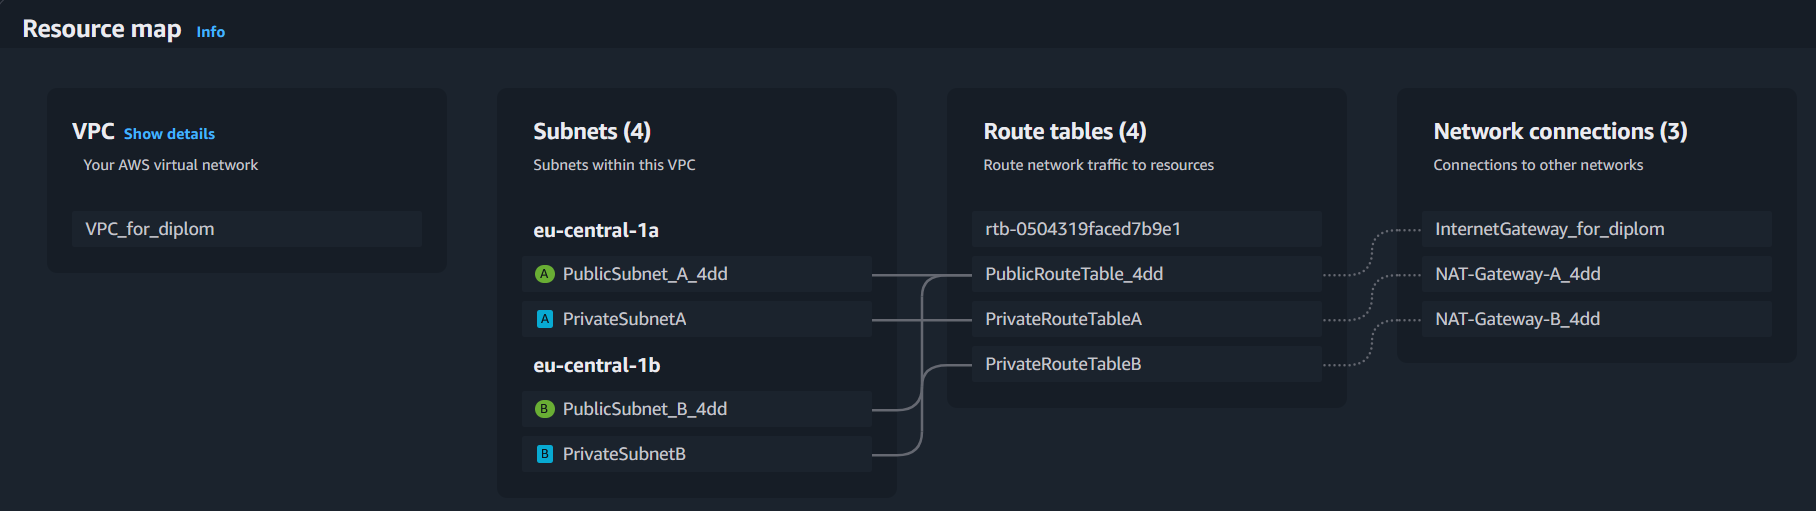 Resource map Info
VPC Show details
Your AWS virtual network
VPC_for_diplom
Subnets (4)
Subnets within this VPC
eu-central-1a
A PublicSubnet_A_4dd
A PrivateSubnetA
eu-central-1b
B PublicSubnet_B_4dd
B PrivateSubnetB
Route tables (4)
Route network traffic to resources
rtb-0504319faced7b9e1
PublicRouteTable_4dd
PrivateRouteTableA
PrivateRouteTableB
Network connections (3)
Connections to other networks
InternetGateway_for_diplom
NAT-Gateway-A_4dd
NAT-Gateway-B_4dd